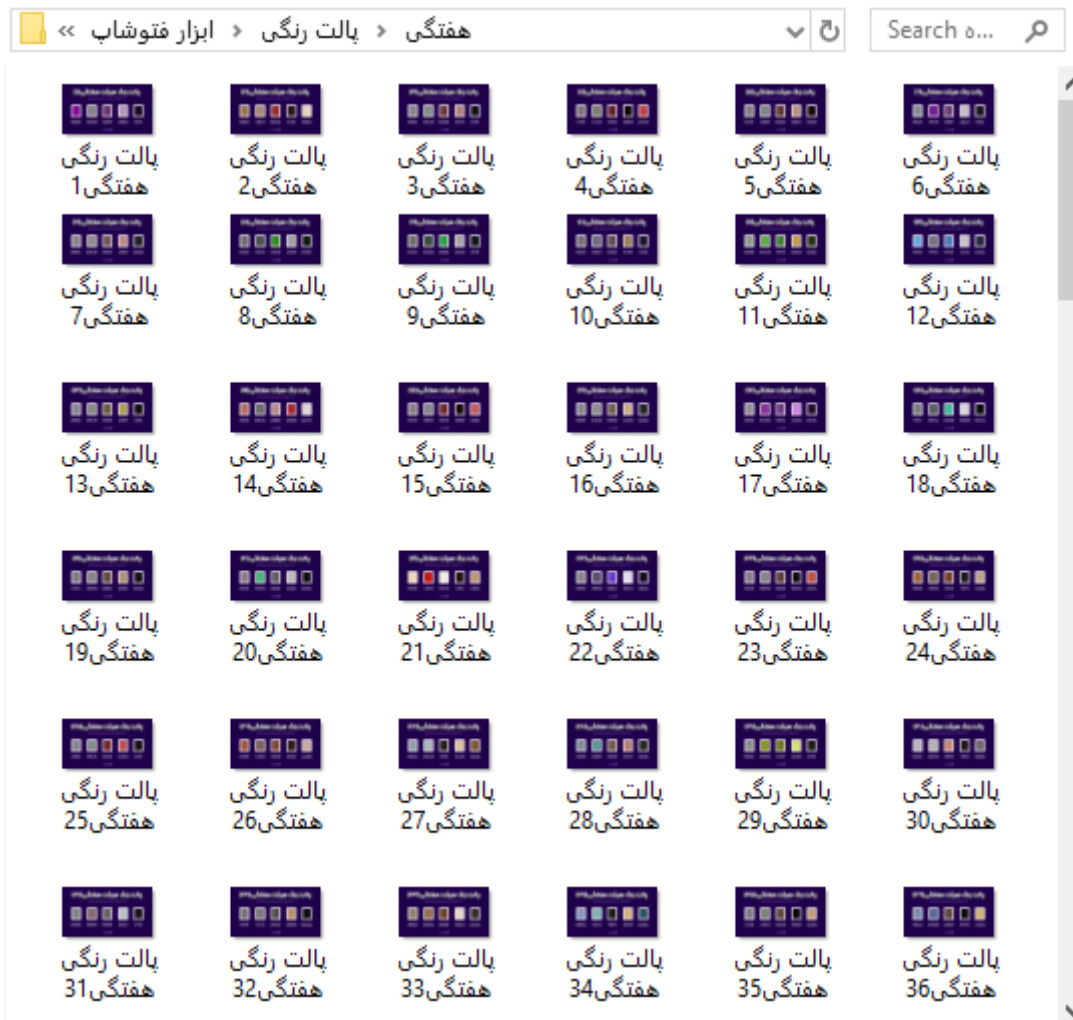 « ابزار فتوشاپ › پالت رنگی › هفتگی
Search ه...
پالت رنگی
هفتگی1
پالت رنگی
هفتگی2
پالت رنگی
هفتگی3
پالت رنگی
هفتگی4
پالت رنگی
هفتگی5
پالت رنگی
هفتگی6
پالت رنگی
هفتگی7
پالت رنگی
هفتگی8
پالت رنگی
هفتگی9
پالت رنگی
هفتگی10
پالت رنگی
هفتگی11
پالت رنگی
هفتگی12
پالت رنگی
هفتگی13
پالت رنگی
هفتگی14
پالت رنگی
هفتگی15
پالت رنگی
هفتگی16
پالت رنگی
هفتگی17
پالت رنگی
هفتگی18
پالت رنگی
هفتگی19
پالت رنگی
هفتگی20
پالت رنگی
هفتگی21
پالت رنگی
هفتگی22
پالت رنگی
هفتگی23
پالت رنگی
هفتگی24
پالت رنگی
هفتگی25
پالت رنگی
هفتگی26
پالت رنگی
هفتگی27
پالت رنگی
هفتگی28
پالت رنگی
هفتگی29
پالت رنگی
هفتگی30
پالت رنگی
هفتگی31
پالت رنگی
هفتگی32
پالت رنگی
هفتگی33
پالت رنگی
هفتگی34
پالت رنگی
هفتگی35
پالت رنگی
هفتگی36